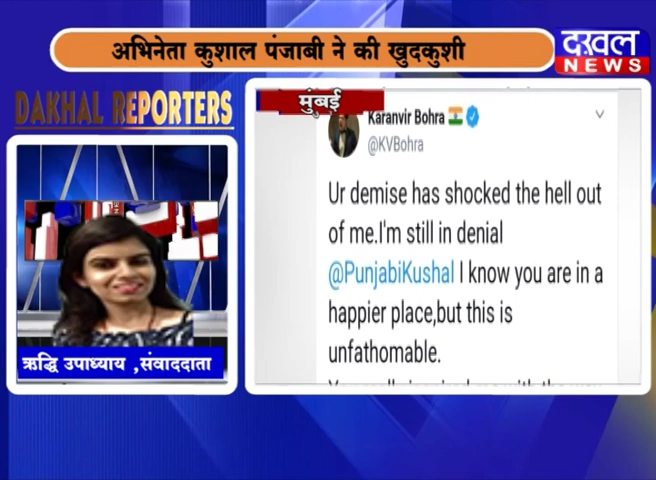 अभिनेता कुशाल पंजाबी ने की खुदकुशी
दखल
NEWS
DAKHAL REPORTERS
मुंबई
Karanvir Bohra
@KVBohra
Ur demise has shocked the hell out
of me.I'm still in denial
@PunjabiKushal I know you are in a
happier place,but this is
unfathomable.
ऋद्धि उपाध्याय ,संवाददाता